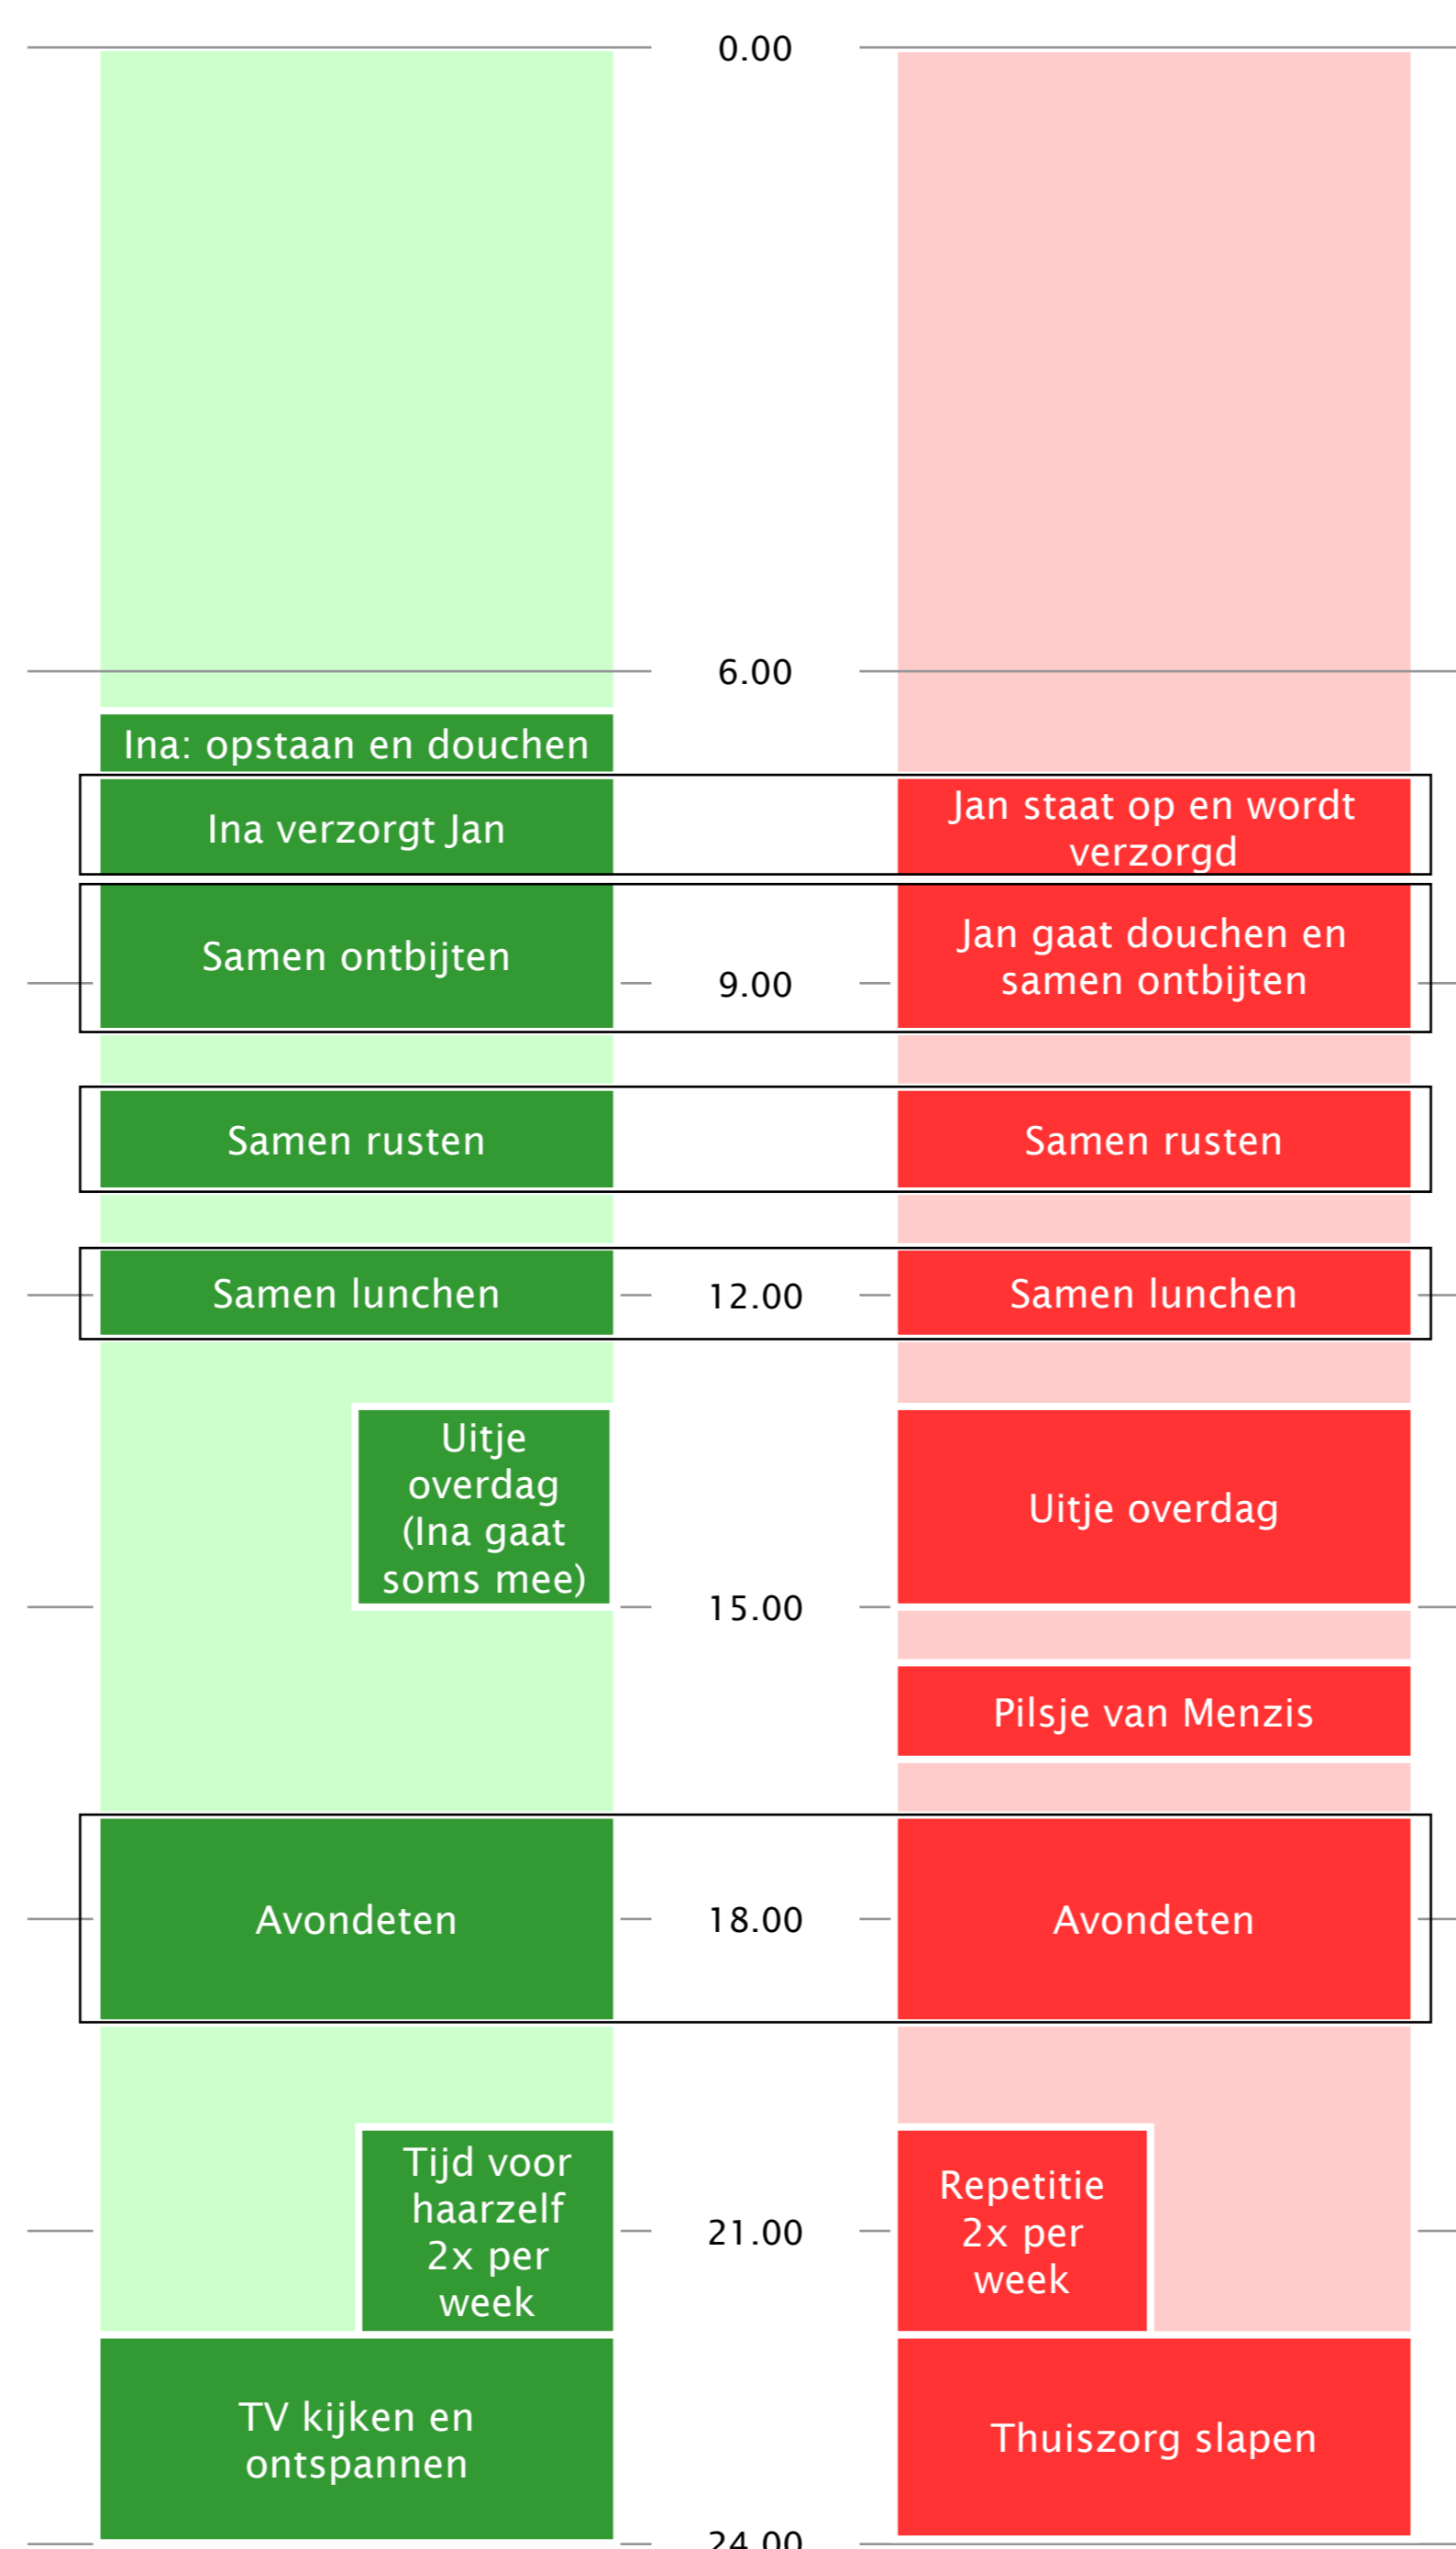 0.00
6.00
Ina: opstaan en douchen
Ina verzorgt Jan
Jan staat op en wordt
verzorgd
Samen ontbijten
9.00
Jan gaat douchen en
samen ontbijten
Samen rusten
Samen rusten
Samen lunchen
12.00
Samen lunchen
Uitje
overdag
(Ina gaat
soms mee)
Uitje overdag
15.00
Pilsje van Menzis
Avondeten
18.00
Avondeten
Tijd voor
haarzelf
2x per
week
21.00
Repetitie
2x per
week
TV kijken en
ontspannen
Thuiszorg slapen
24.00